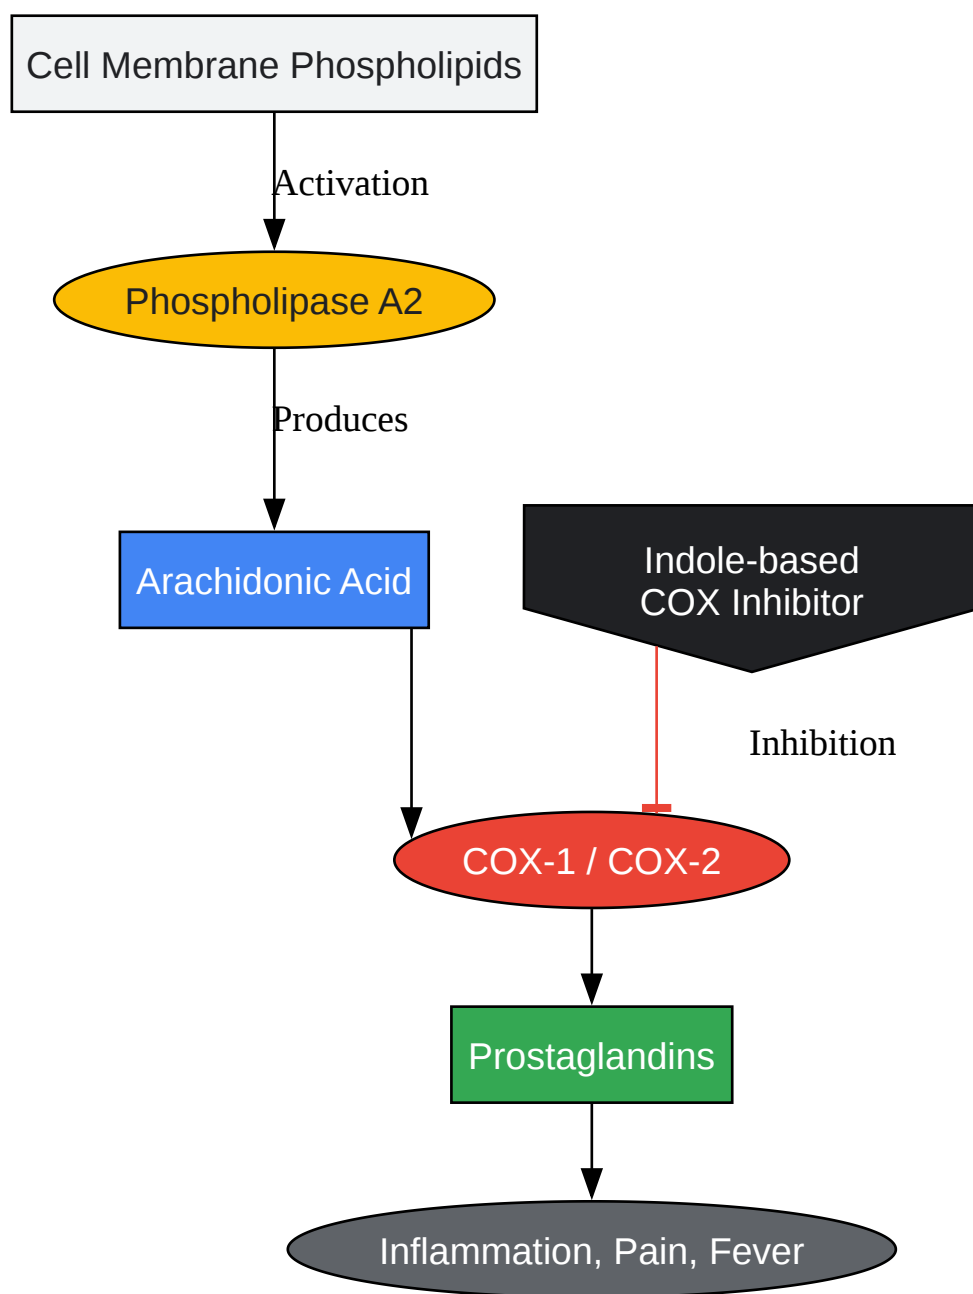 Cell Membrane Phospholipids
Activation
Phospholipase A2
Produces
Arachidonic Acid
Indole-based
COX Inhibitor
Inhibition
COX-1 / COX-2
Prostaglandins
Inflammation, Pain, Fever